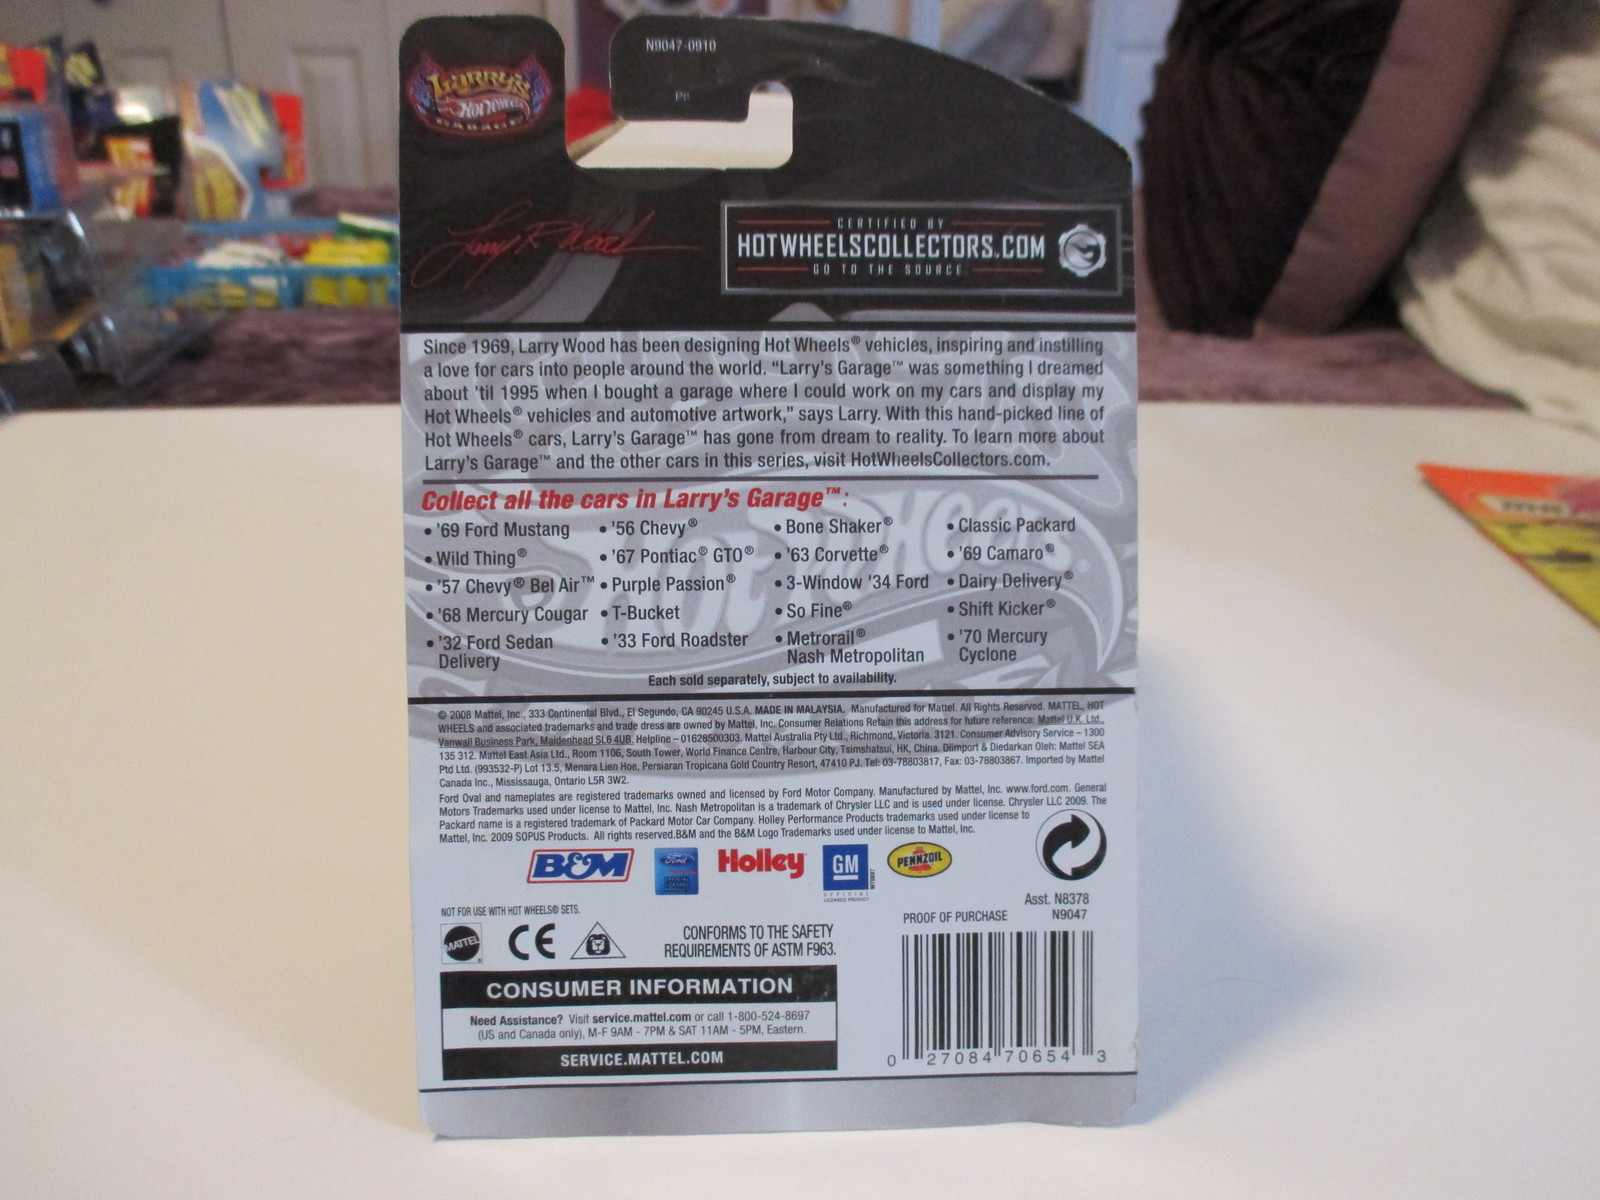 N9047-0910
Larry's
Hot Wheels
GARAGE
Larry R Wood
CERTIFIED BY
HOTWHEELSCOLLECTORS.COM
GO TO THE SOURCE
Since 1969, Larry Wood has been designing Hot Wheels® vehicles, inspiring and instilling
a love for cars into people around the world. “Larry's Garage™ was something I dreamed
about 'til 1995 when I bought a garage where I could work on my cars and display my
Hot Wheels® vehicles and automotive artwork,” says Larry. With this hand-picked line of
Hot Wheels® cars, Larry's Garage™ has gone from dream to reality. To learn more about
Larry's Garage™ and the other cars in this series, visit HotWheelsCollectors.com.
Collect all the cars in Larry's Garage™:
• '69 Ford Mustang
• Wild Thing®
• '57 Chevy® Bel Air™
• '68 Mercury Cougar
• '32 Ford Sedan
Delivery
• '56 Chevy®
• '67 Pontiac® GTO®
• Purple Passion®
• T-Bucket
• '33 Ford Roadster
• Bone Shaker®
• '63 Corvette®
• 3-Window '34 Ford
• So Fine®
• Metrorail®
Nash Metropolitan
• Classic Packard
• '69 Camaro®
• Dairy Delivery®
• Shift Kicker®
• '70 Mercury
Cyclone
Each sold separately, subject to availability.
© 2008 Mattel, Inc., 333 Continental Blvd., El Segundo, CA 90245 U.S.A. MADE IN MALAYSIA. Manufactured for Mattel. All Rights Reserved. MATTEL, HOT
WHEELS and associated trademarks and trade dress are owned by Mattel, Inc. Consumer Relations Retain this address for future reference: Mattel U.K. Ltd.,
Vanwall Business Park, Maidenhead SL6 4UB. Helpline – 01628500303. Mattel Australia Pty Ltd., Richmond, Victoria. 3121. Consumer Advisory Service – 1300
135 312. Mattel East Asia Ltd., Room 1106, South Tower, World Finance Centre, Harbour City, Tsimshatsui, HK, China. Diimport & Diedarkan Oleh: Mattel SEA
Ptd Ltd. (993532-P) Lot 13.5, Menara Lien Hoe, Persiaran Tropicana Gold Country Resort, 47410 PJ. Tel: 03-78803817, Fax: 03-78803867. Imported by Mattel
Canada Inc., Mississauga, Ontario L5R 3W2.
Ford Oval and nameplates are registered trademarks owned and licensed by Ford Motor Company. Manufactured by Mattel, Inc. www.ford.com. General
Motors Trademarks used under license to Mattel, Inc. Nash Metropolitan is a trademark of Chrysler LLC and is used under license. Chrysler LLC 2009. The
Packard name is a registered trademark of Packard Motor Car Company. Holley Performance Products trademarks used under license to
Mattel, Inc. 2009 SOPUS Products. All rights reserved.B&M and the B&M Logo Trademarks used under license to Mattel, Inc.
B&M
Ford
Holley
GM
OFFICIAL
LICENSED PRODUCT
PENNZOIL
Asst. N8378
N9047
NOT FOR USE WITH HOT WHEELS® SETS.
PROOF OF PURCHASE
MATTEL
CE
CONFORMS TO THE SAFETY
REQUIREMENTS OF ASTM F963.
CONSUMER INFORMATION
Need Assistance? Visit service.mattel.com or call 1-800-524-8697
(US and Canada only), M-F 9AM - 7PM & SAT 11AM - 5PM, Eastern.
SERVICE.MATTEL.COM
0 27084 70654 3